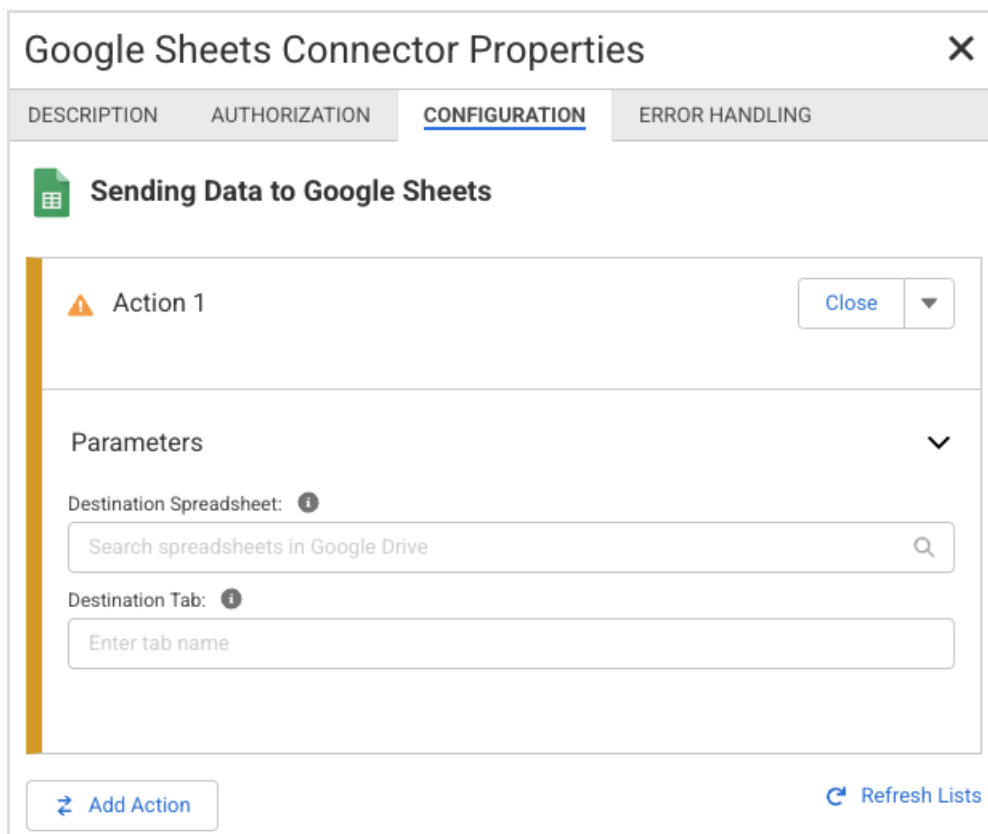 Google Sheets Connector Properties
DESCRIPTION AUTHORIZATION CONFIGURATION ERROR HANDLING
Sending Data to Google Sheets
Action 1 Close
Parameters
Destination Spreadsheet:
Search spreadsheets in Google Drive
Destination Tab:
Enter tab name
Add Action Refresh Lists